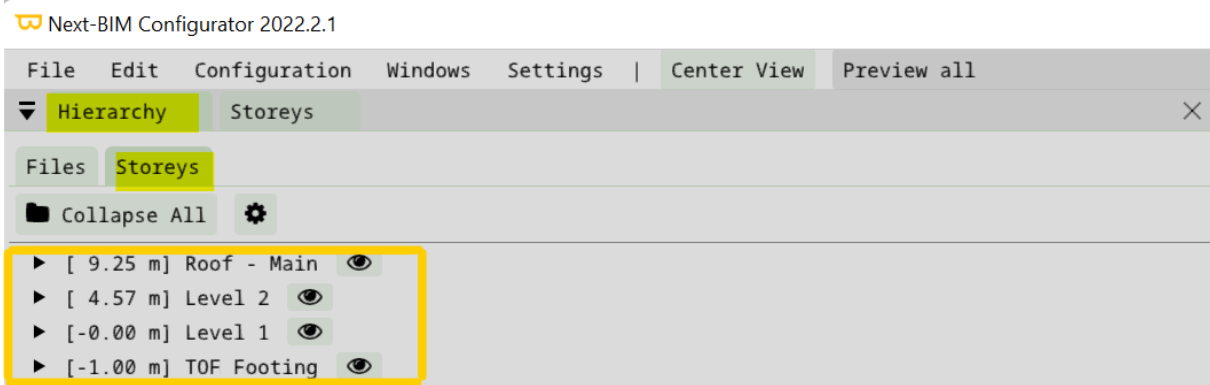 Next-BIM Configurator 2022.2.1
File Edit Configuration Windows Settings | Center View Preview all
Hierarchy Storeys
Files Storeys
Collapse All
[ 9.25 m] Roof - Main
[ 4.57 m] Level 2
[-0.00 m] Level 1
[-1.00 m] TOF Footing